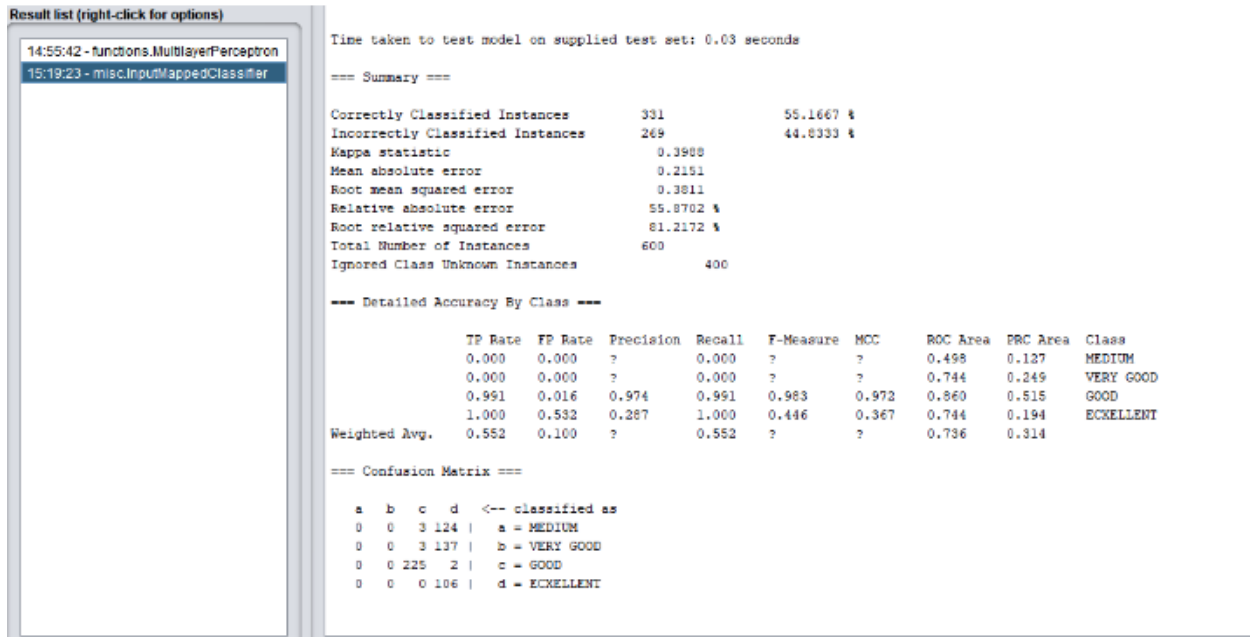 Result list (right-click for options)
14:55:42 - functions.MultilayerPerceptron
15:19:23 - misc.InputMappedClassifier
Time taken to test model on supplied test set: 0.03 seconds
=== Summary ===
Correctly Classified Instances 331 55.1667 %
Incorrectly Classified Instances 269 44.8333 %
Kappa statistic 0.3988
Mean absolute error 0.2151
Root mean squared error 0.3811
Relative absolute error 55.8702 %
Root relative squared error 81.2172 %
Total Number of Instances 600
Ignored Class Unknown Instances 400
=== Detailed Accuracy By Class ===
TP Rate FP Rate Precision Recall F-Measure MCC ROC Area PRC Area Class
0.000 0.000 ? 0.000 ? ? 0.498 0.127 MEDIUM
0.000 0.000 ? 0.000 ? ? 0.744 0.249 VERY GOOD
0.991 0.016 0.974 0.991 0.983 0.972 0.860 0.515 GOOD
1.000 0.532 0.287 1.000 0.446 0.367 0.744 0.194 ECXELLENT
Weighted Avg. 0.552 0.100 ? 0.552 ? ? 0.736 0.314
=== Confusion Matrix ===
a b c d <-- classified as
0 0 3 124 | a = MEDIUM
0 0 3 137 | b = VERY GOOD
0 0 225 2 | c = GOOD
0 0 0 106 | d = ECXELLENT